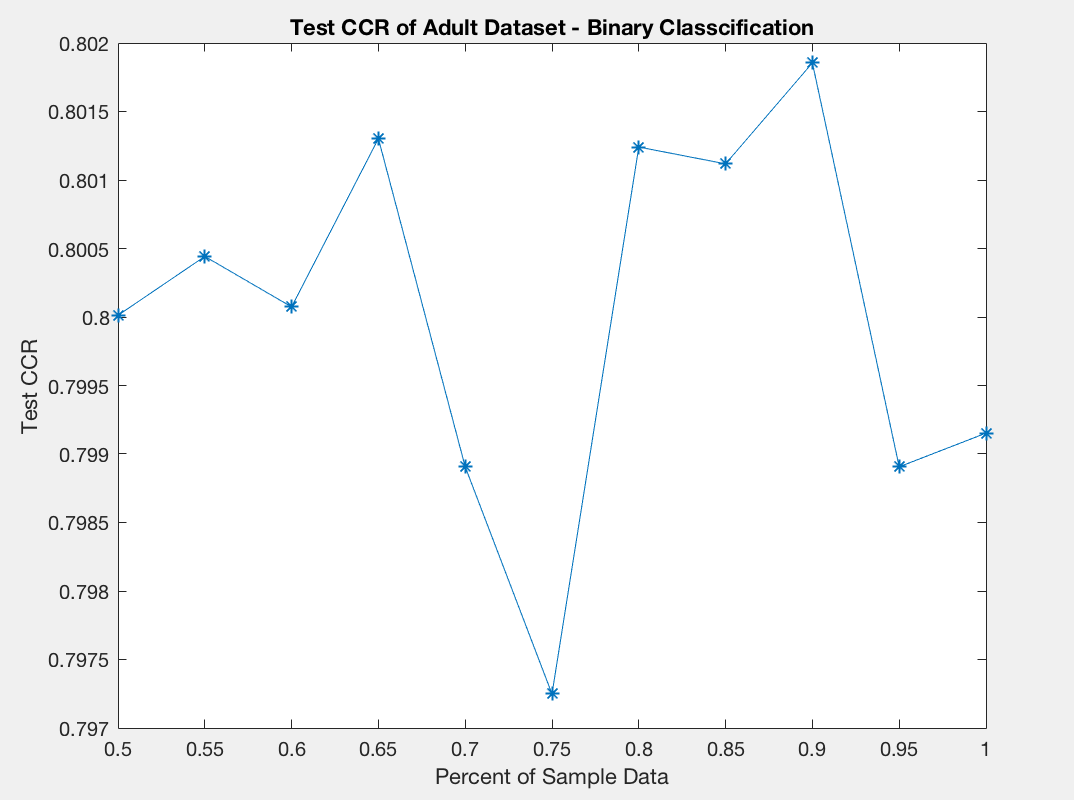 Test CCR of Adult Dataset - Binary Classcification
0.802
0.8015
0.801
0.8005
0.8
0.7995
0.799
0.7985
0.798
0.7975
0.797
Test CCR
0.5 0.55 0.6 0.65 0.7 0.75 0.8 0.85 0.9 0.95 1
Percent of Sample Data